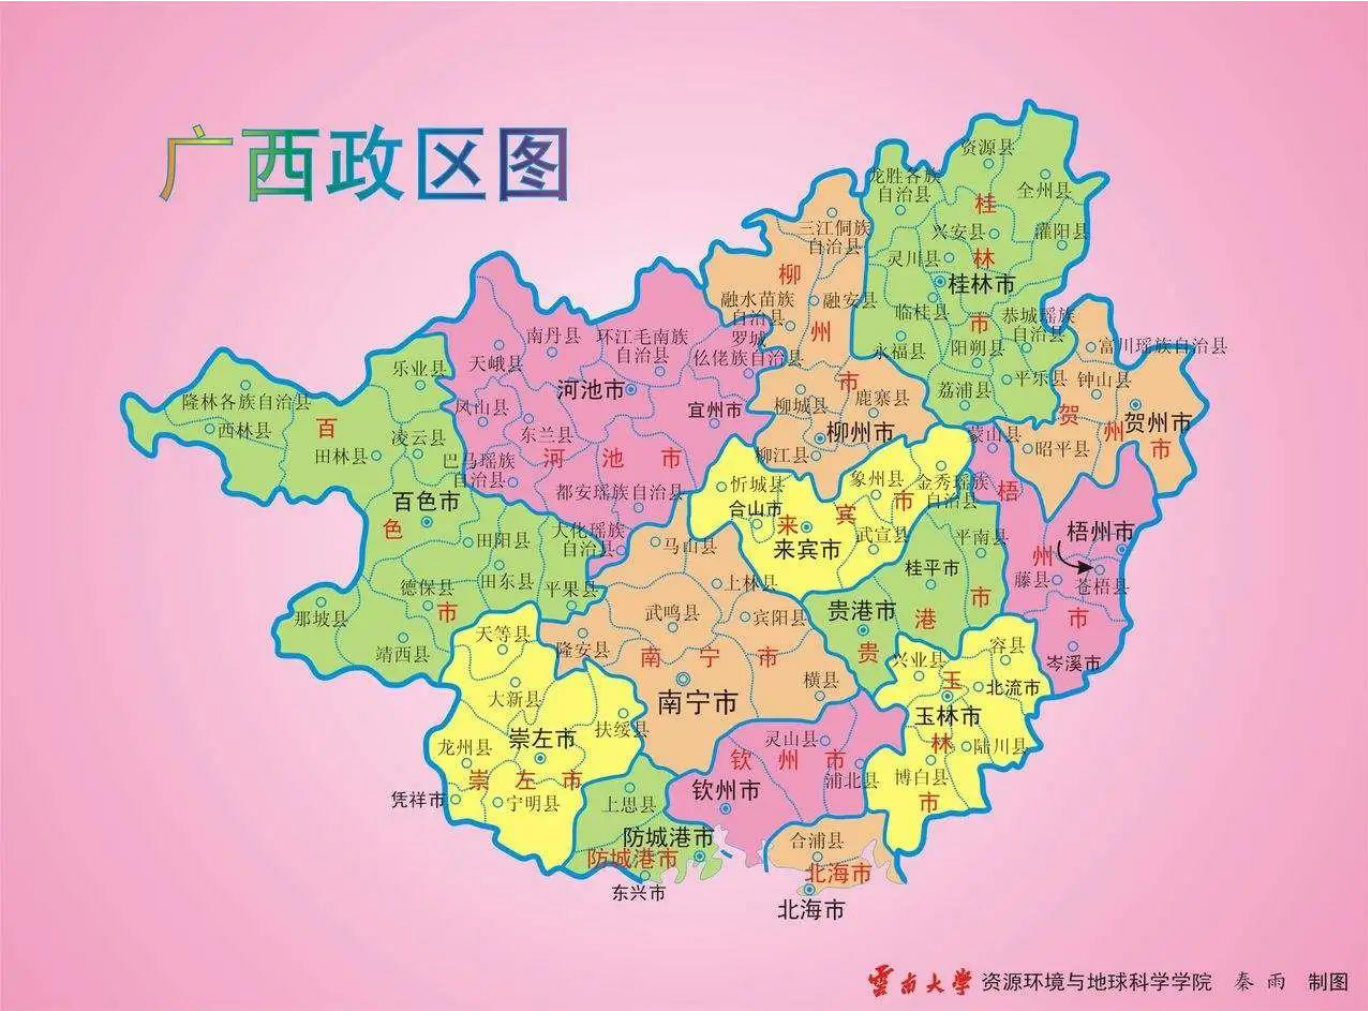 广西政区图
资源县
龙胜各族
自治县
全州县
桂
三江侗族
自治县
兴安县
灌阳县
灵川县
林
柳
桂林市
融水苗族
自治县
融安县
临桂县
恭城瑶族
自治县
市
州
南丹县
环江毛南族
自治县
罗城
仫佬族自治县
永福县
阳朔县
富川瑶族自治县
乐业县
天峨县
河池市
市
平乐县
钟山县
荔浦县
隆林各族自治县
凤山县
宜州市
柳城县
鹿寨县
贺
贺州市
西林县
百
东兰县
柳州市
蒙山县
州
凌云县
田林县
巴马瑶族
自治县
河
池
市
柳江县
昭平县
市
百色市
都安瑶族自治县
忻城县
合山市
象州县
金秀瑶族
自治县
梧
色
来
宾
市
大化瑶族
自治县
田阳县
马山县
来宾市
武宣县
平南县
梧州市
州
德保县
田东县
平果县
上林县
桂平市
藤县
苍梧县
那坡县
市
武鸣县
宾阳县
贵港市
港
市
市
天等县
隆安县
靖西县
南
宁
市
贵
兴业县
容县
岑溪市
大新县
南宁市
横县
玉
北流市
玉林市
扶绥县
龙州县
崇左市
灵山县
林
陆川县
钦
州
市
崇
左
市
浦北县
博白县
凭祥市
宁明县
上思县
钦州市
市
防城港市
合浦县
防城港市
北海市
东兴市
北海市
雲南大学 资源环境与地球科学学院 秦雨 制图